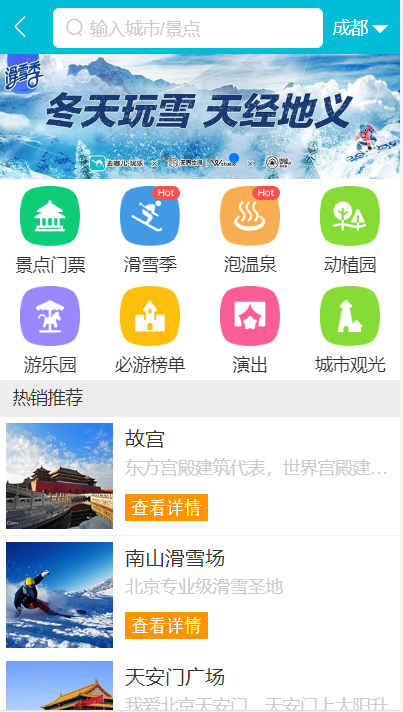 输入城市/景点
成都
滑雪季
冬天玩雪 天经地义
去哪儿·玩乐 ×
Hot
Hot
景点门票
滑雪季
泡温泉
动植园
游乐园
必游榜单
演出
城市观光
热销推荐
故宫
东方宫殿建筑代表，世界宫殿建...
查看详情
南山滑雪场
北京专业级滑雪圣地
查看详情
天安门广场
我爱北京天安门，天安门上太阳升